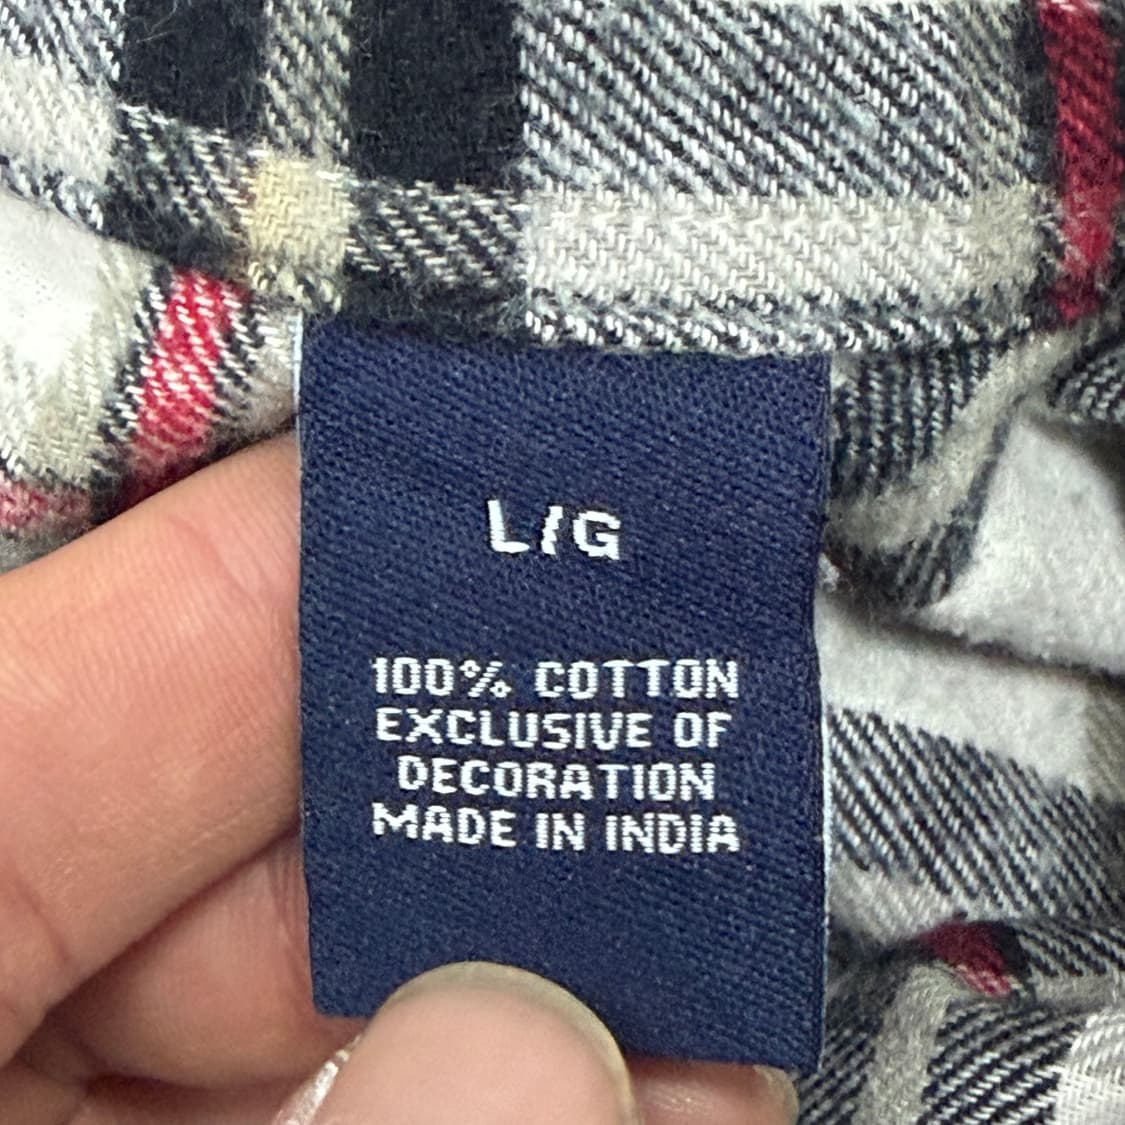 L/G
100% COTTON
EXCLUSIVE OF
DECORATION
MADE IN INDIA